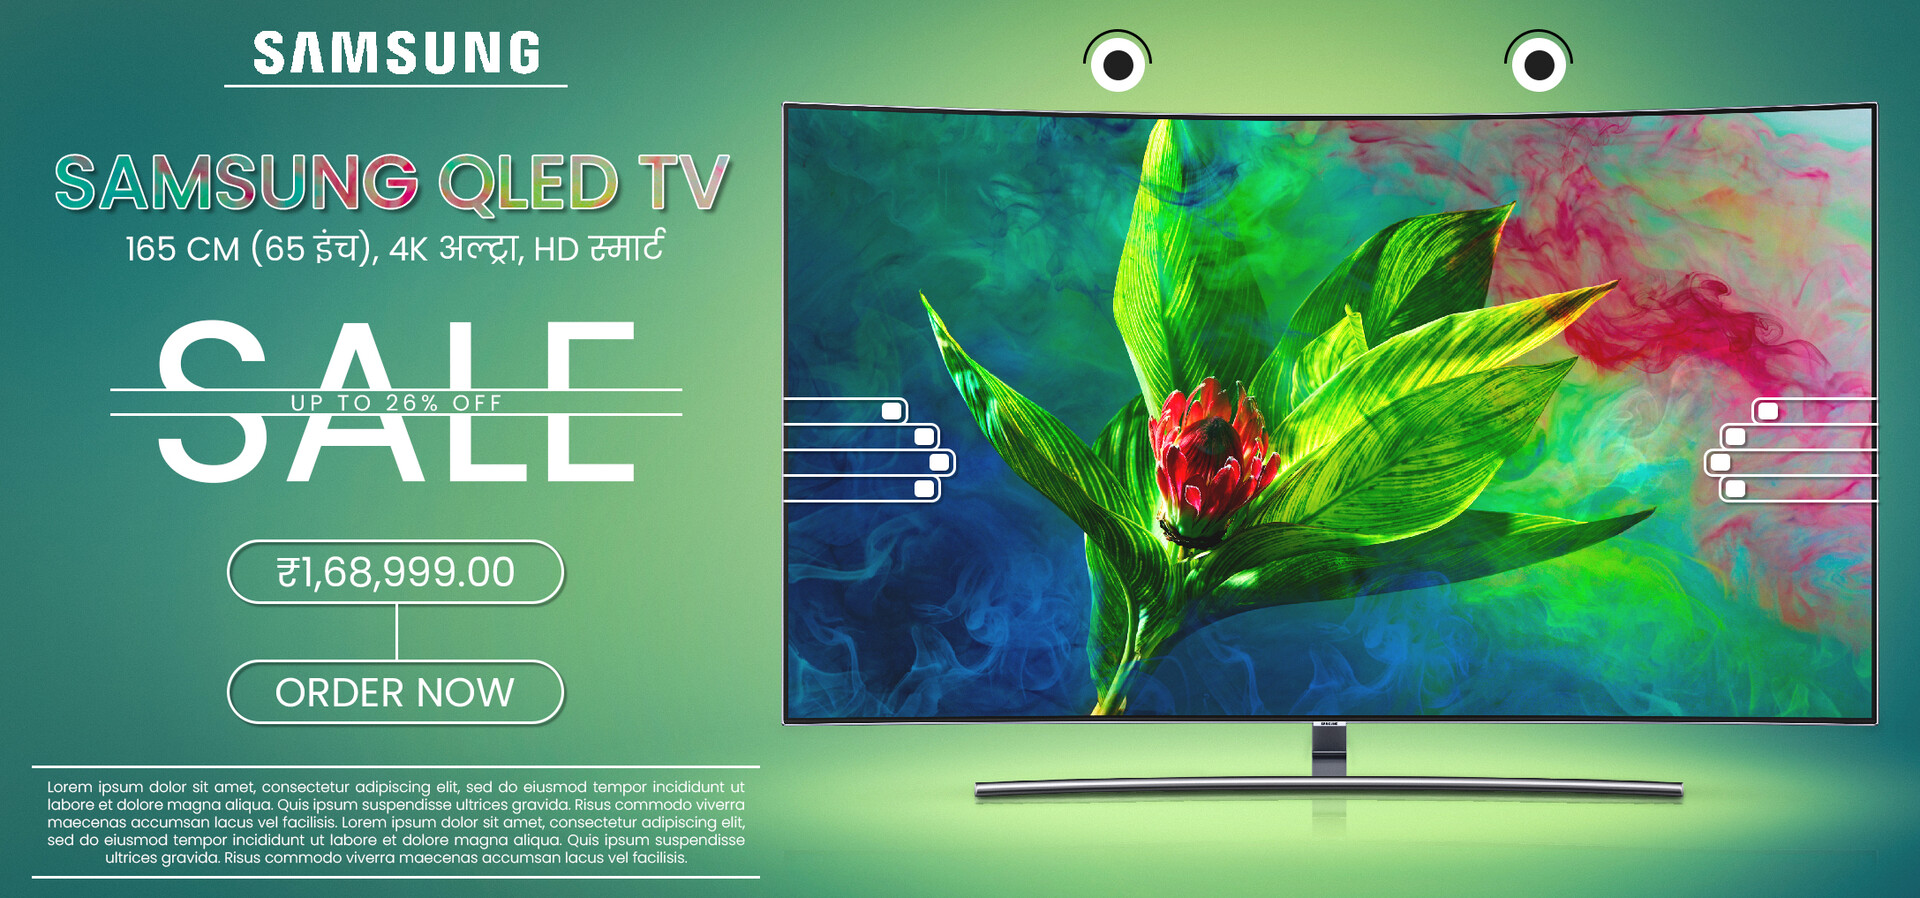 SAMSUNG
SAMSUNG QLED TV
165 CM (65 इंच), 4K अल्ट्रा, HD स्मार्ट
SALE
UP TO 26% OFF
₹1,68,999.00
ORDER NOW
Lorem ipsum dolor sit amet, consectetur adipiscing elit, sed do eiusmod tempor incididunt ut
labore et dolore magna aliqua. Quis ipsum suspendisse ultrices gravida. Risus commodo viverra
maecenas accumsan lacus vel facilisis. Lorem ipsum dolor sit amet, consectetur adipiscing elit,
sed do eiusmod tempor incididunt ut labore et dolore magna aliqua. Quis ipsum suspendisse
ultrices gravida. Risus commodo viverra maecenas accumsan lacus vel facilisis.
SAMSUNG